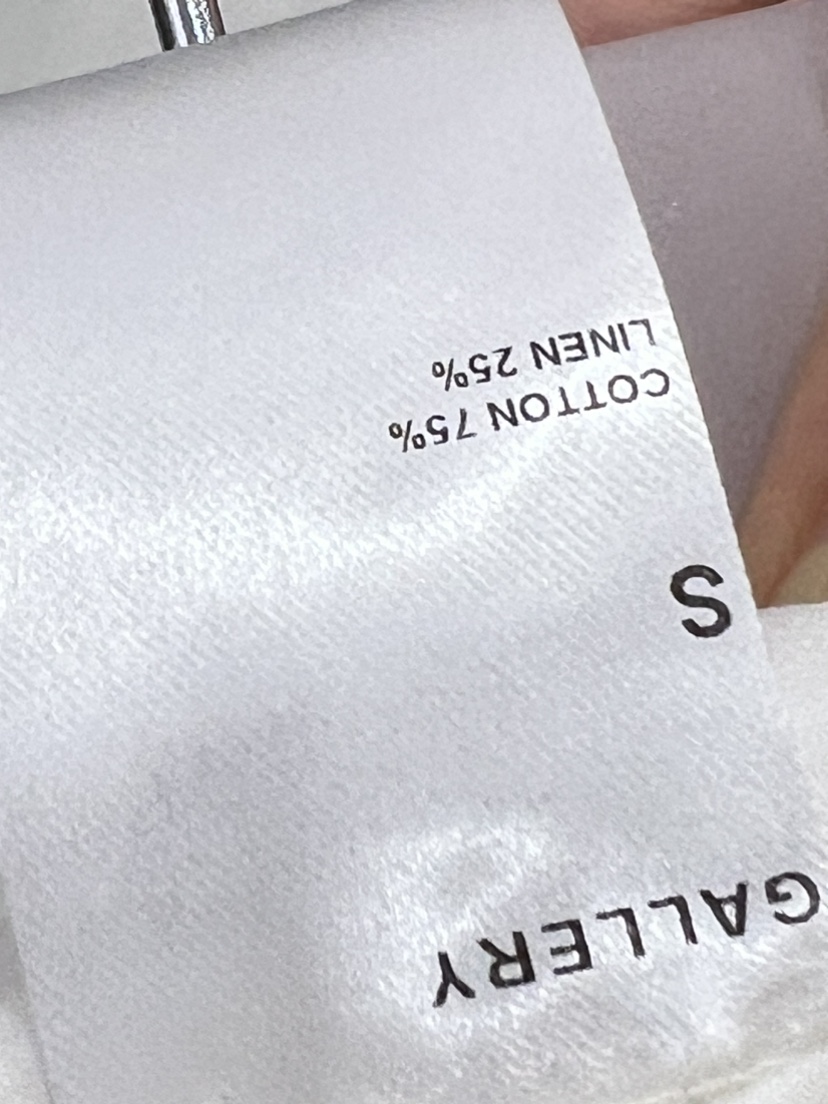 GALLERY
S
COTTON 75%
LINEN 25%